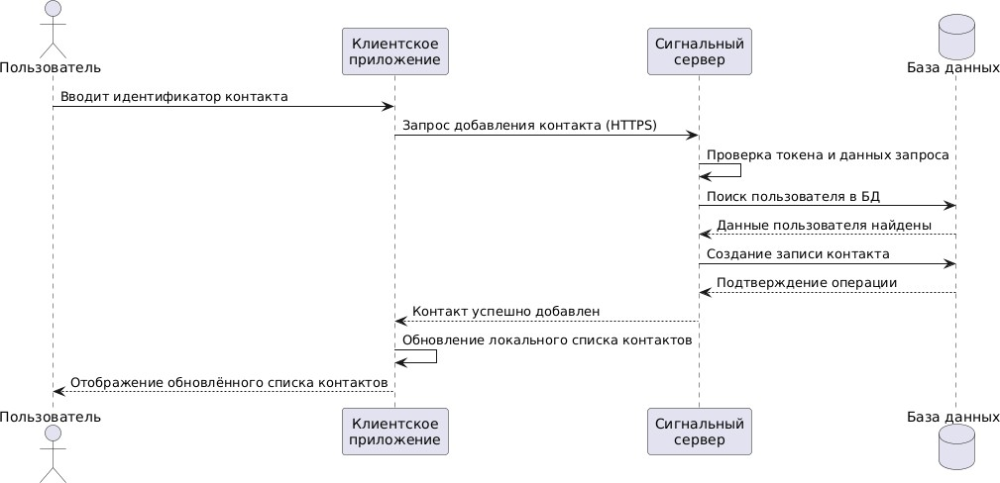 Пользователь
Клиентское
приложение
Сигнальный
сервер
База данных
Вводит идентификатор контакта
Запрос добавления контакта (HTTPS)
Проверка токена и данных запроса
Поиск пользователя в БД
Данные пользователя найдены
Создание записи контакта
Подтверждение операции
Контакт успешно добавлен
Обновление локального списка контактов
Отображение обновлённого списка контактов
Пользователь
Клиентское
приложение
Сигнальный
сервер
База данных